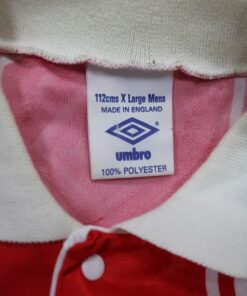 112cms X Large Mens
MADE IN ENGLAND
umbro
100% POLYESTER